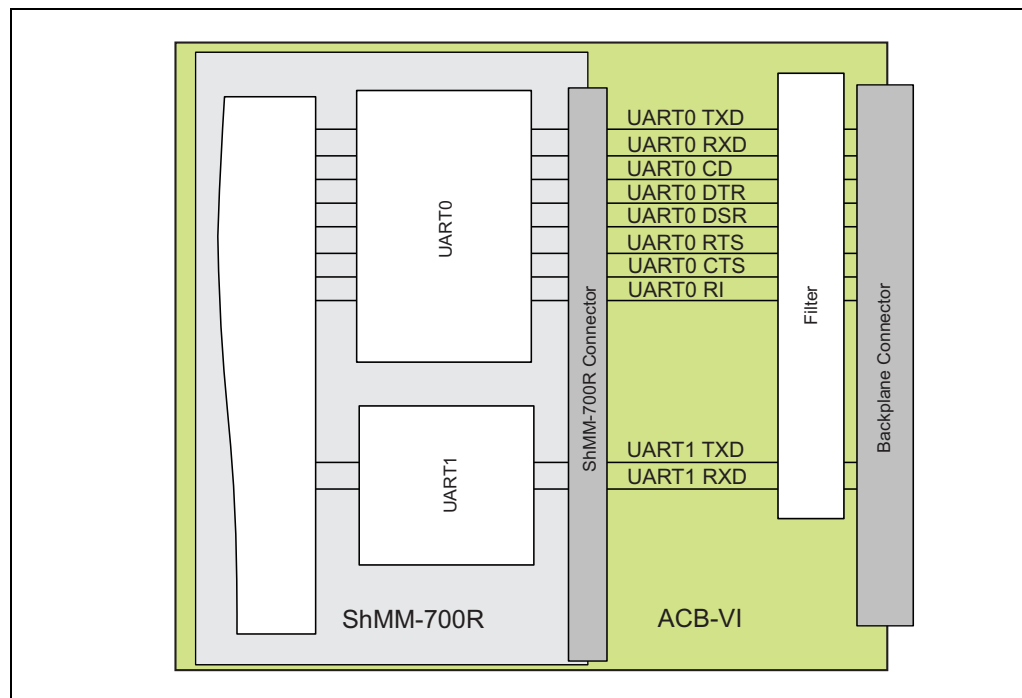 UART0 TXD
UART0 RXD
UART0 CD
UART0 DTR
UART0 DSR
UART0 RTS
UART0 CTS
UART0 RI
UART0
ShMM-700R Connector
Filter
Backplane Connector
UART1 TXD
UART1 RXD
UART1
ShMM-700R
ACB-VI